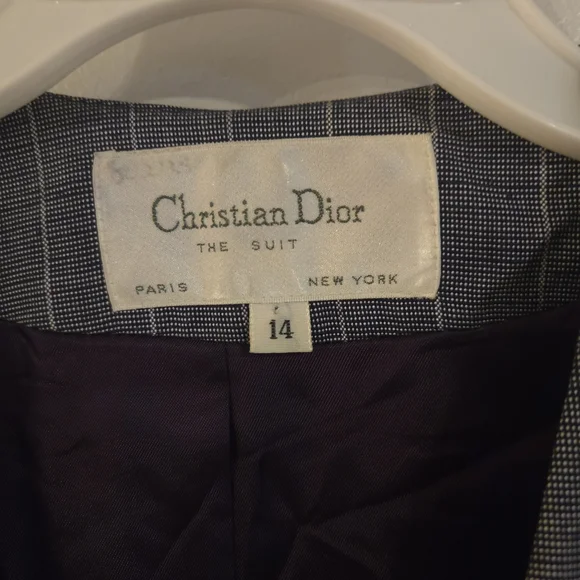 Christian Dior
THE SUIT
PARIS NEW YORK
14